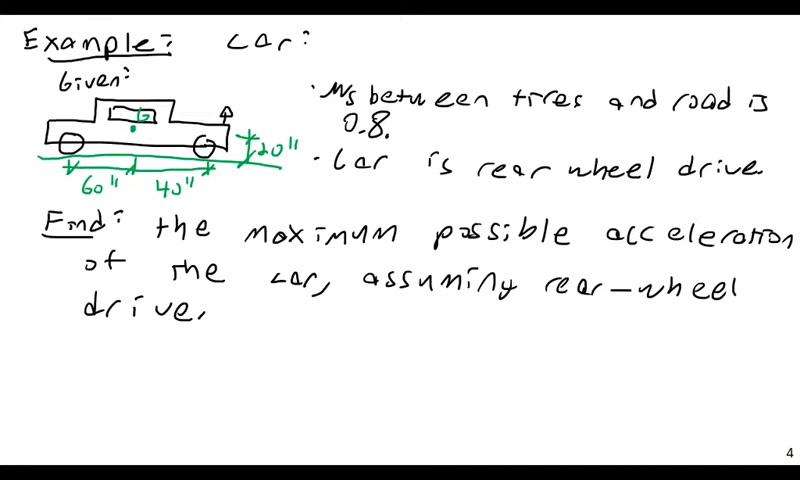 Example: car:
Given:
· μs between tires and road is
0.8.
G
20"
· Car is rear wheel drive.
60" 40"
Find: the maximum possible acceleration
of the car, assuming rear-wheel
drive.
4